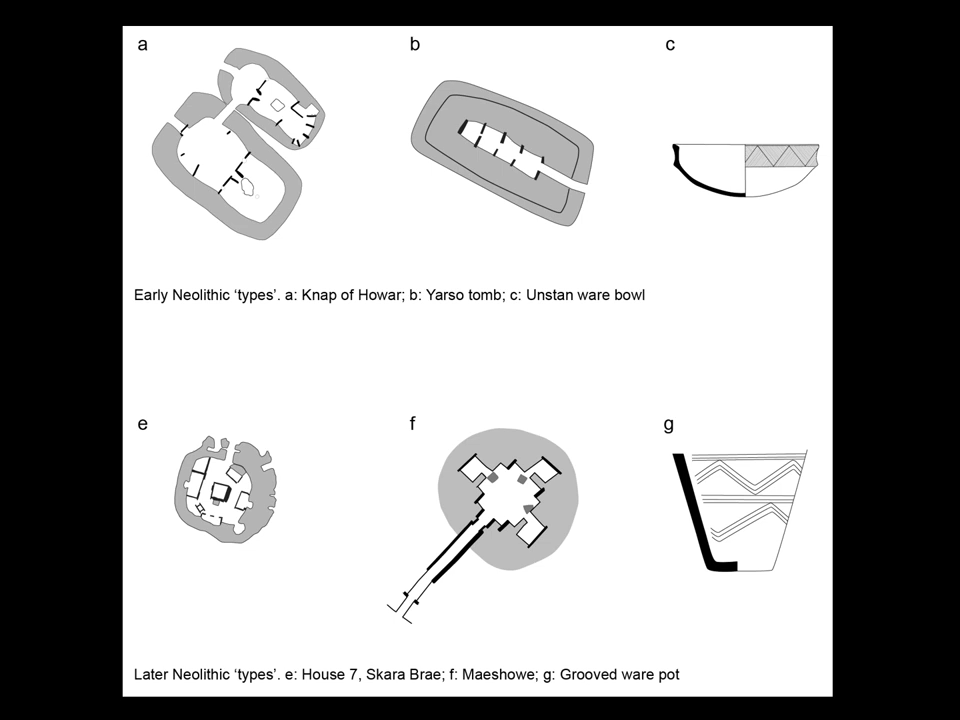 a b c
Early Neolithic ‘types’. a: Knap of Howar; b: Yarso tomb; c: Unstan ware bowl
e f g
Later Neolithic ‘types’. e: House 7, Skara Brae; f: Maeshowe; g: Grooved ware pot